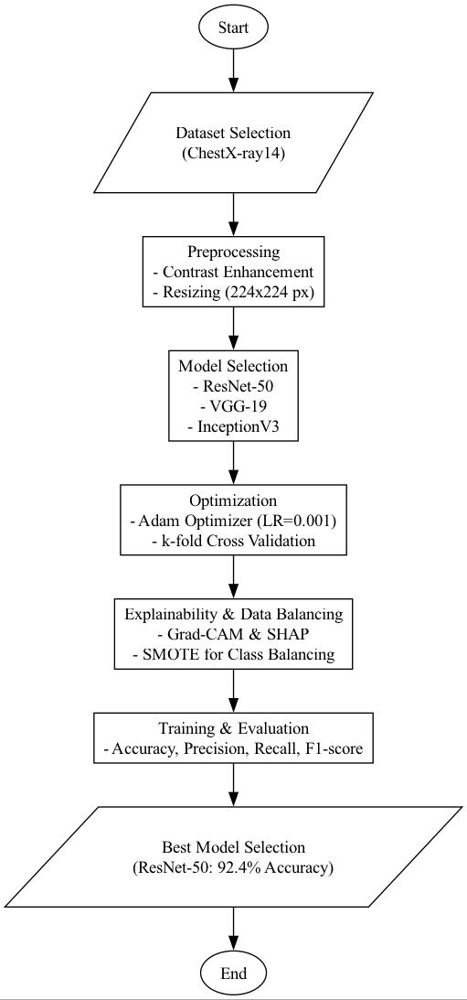 Start
Dataset Selection
(ChestX-ray14)
Preprocessing
- Contrast Enhancement
- Resizing (224x224 px)
Model Selection
- ResNet-50
- VGG-19
- InceptionV3
Optimization
- Adam Optimizer (LR=0.001)
- k-fold Cross Validation
Explainability & Data Balancing
- Grad-CAM & SHAP
- SMOTE for Class Balancing
Training & Evaluation
- Accuracy, Precision, Recall, F1-score
Best Model Selection
(ResNet-50: 92.4% Accuracy)
End